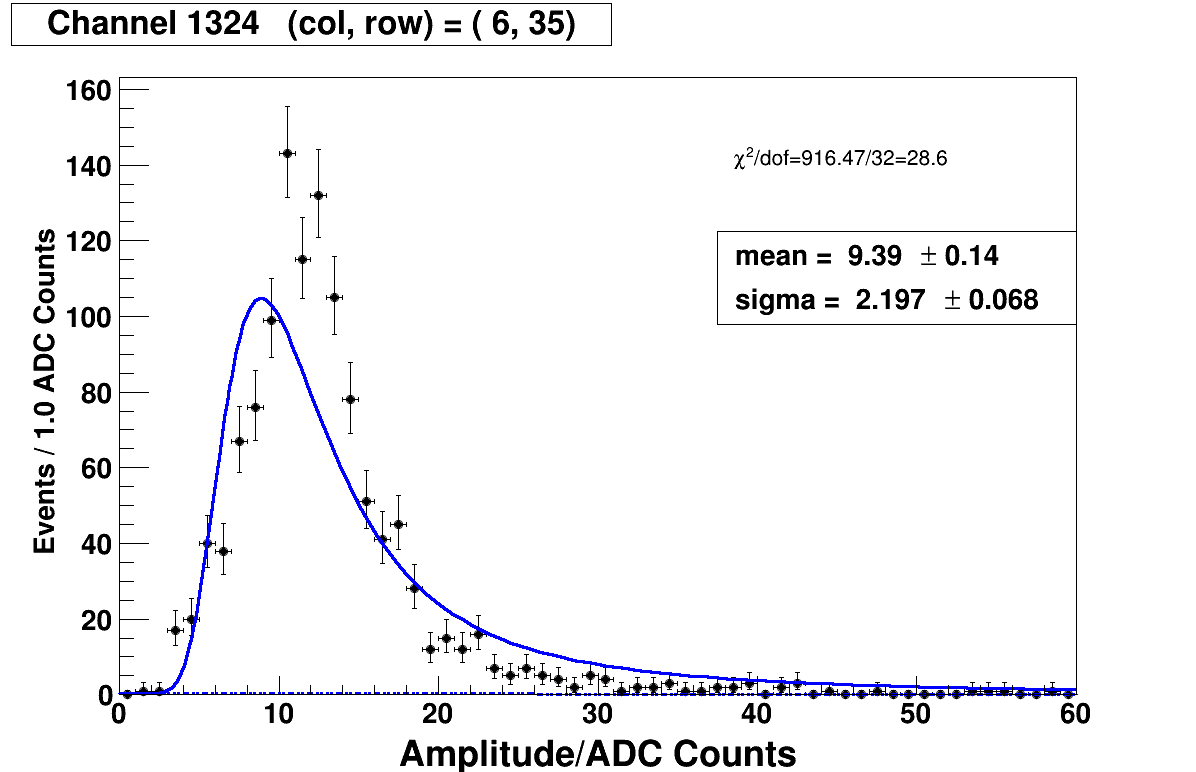 Channel 1324 (col, row) = ( 6, 35)
160
140
120
100
80
60
40
20
0
Events / 1.0 ADC Counts
χ²/dof=916.47/32=28.6
mean = 9.39 ± 0.14
sigma = 2.197 ± 0.068
0 10 20 30 40 50 60
Amplitude/ADC Counts